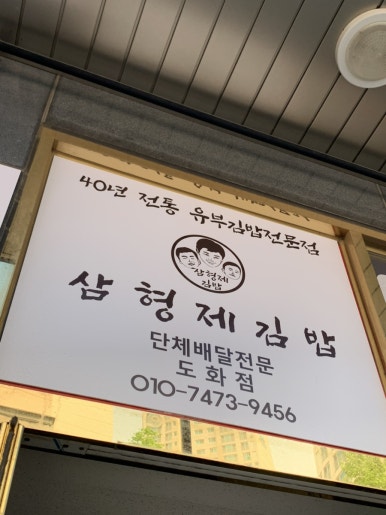 40년 전통 유부김밥전문점
삼형제
김밥
삼형제김밥
단체배달전문
도화점
010-7473-9456